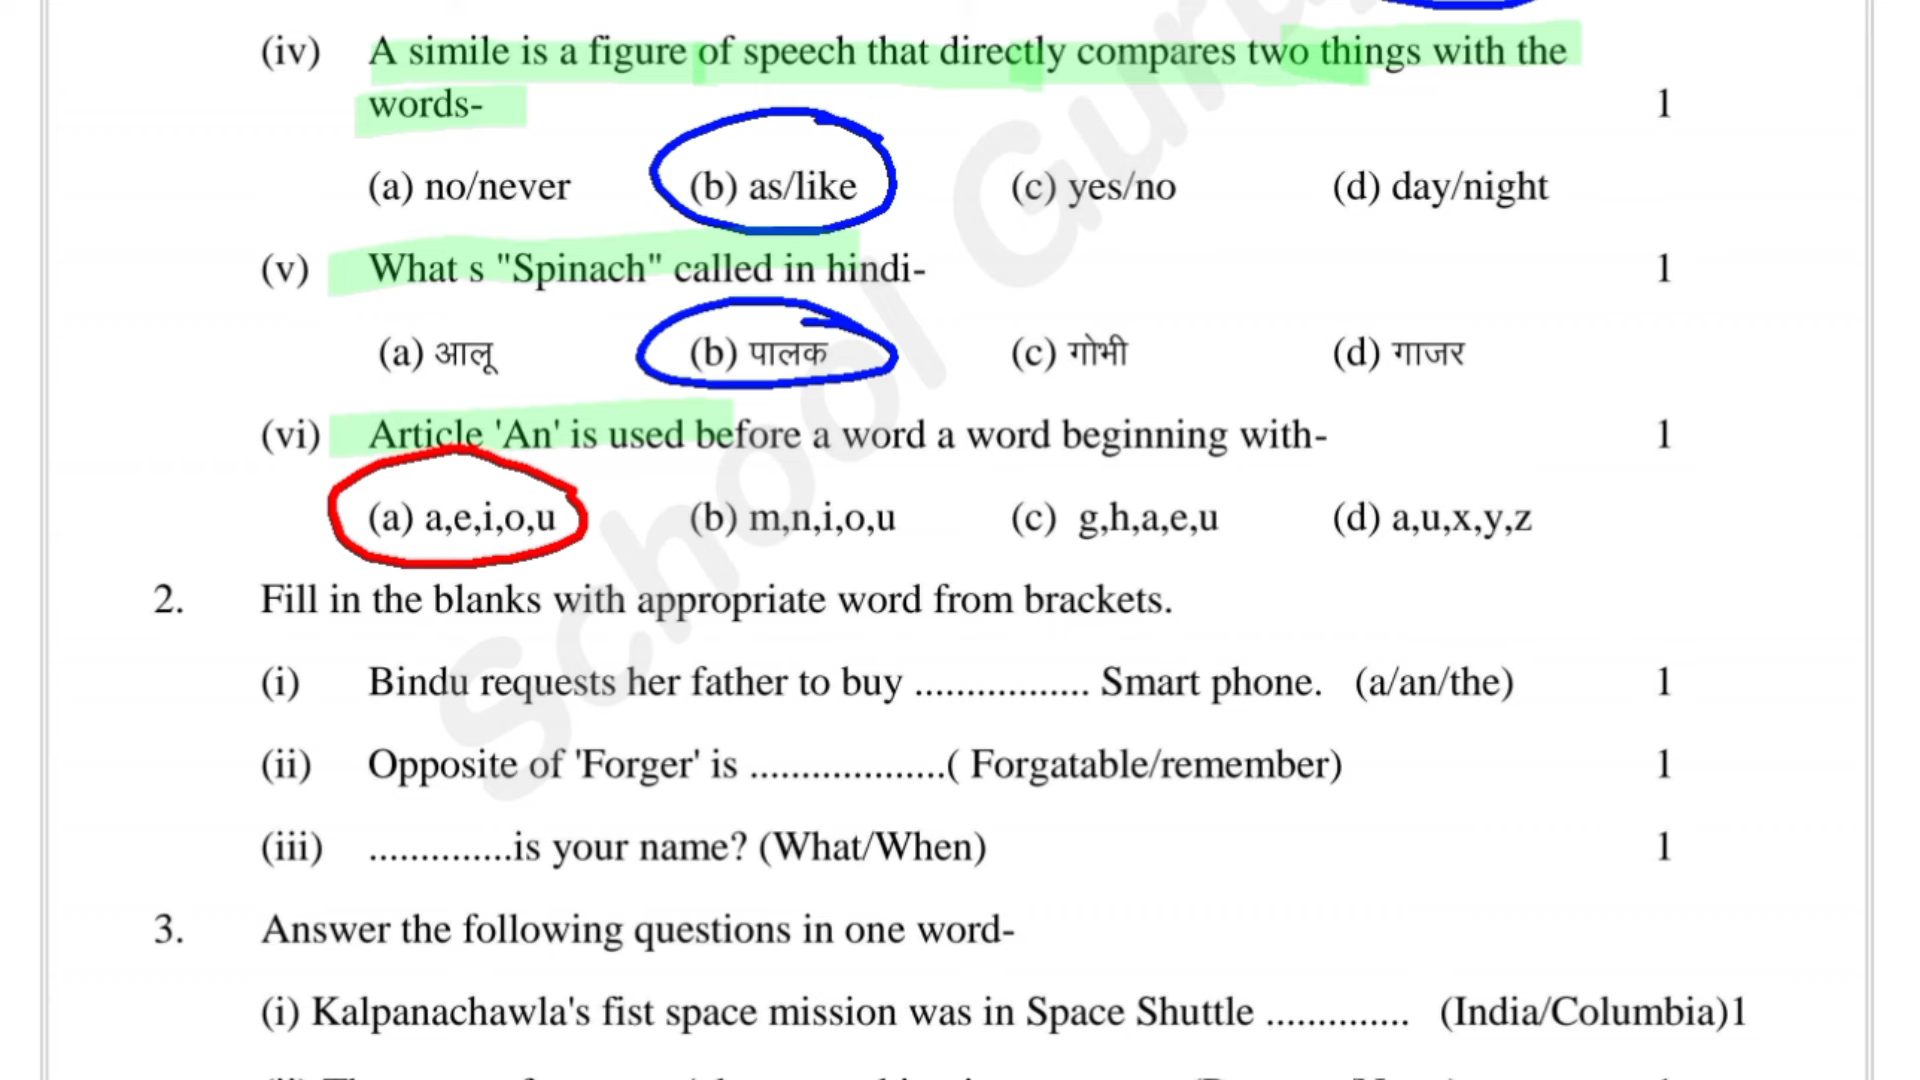 (iv) A simile is a figure of speech that directly compares two things with the
words- 1
(a) no/never (b) as/like (c) yes/no (d) day/night
(v) What s "Spinach" called in hindi- 1
(a) आलू (b) पालक (c) गोभी (d) गाजर
(vi) Article 'An' is used before a word a word beginning with- 1
(a) a,e,i,o,u (b) m,n,i,o,u (c) g,h,a,e,u (d) a,u,x,y,z
2. Fill in the blanks with appropriate word from brackets.
(i) Bindu requests her father to buy ................. Smart phone. (a/an/the) 1
(ii) Opposite of 'Forger' is ...................( Forgatable/remember) 1
(iii) ..............is your name? (What/When) 1
3. Answer the following questions in one word-
(i) Kalpanachawla's fist space mission was in Space Shuttle .............. (India/Columbia)1
School Guru